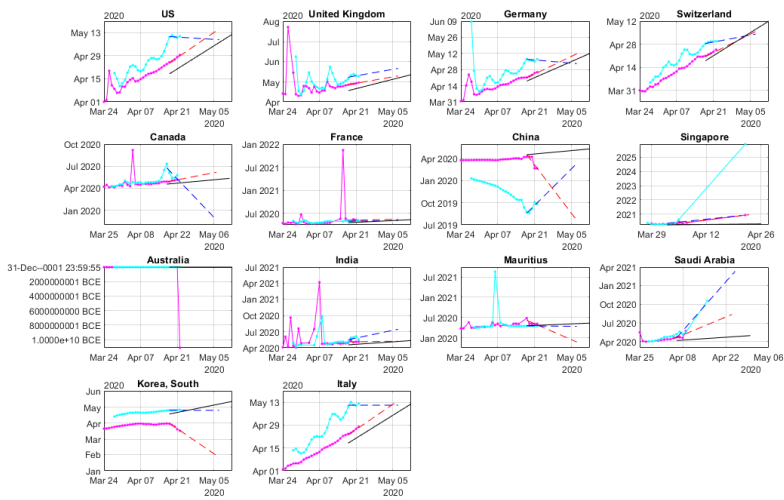 2020 US
May 13
Apr 29
Apr 15
Apr 01
Mar 24 Apr 07 Apr 21 May 05
2020
United Kingdom
Aug
Jul
Jun
May
Apr
Mar 24 Apr 07 Apr 21 May 05
2020
2020 Germany
Jun 09
May 26
May 12
Apr 28
Apr 14
Mar 31
Mar 24 Apr 07 Apr 21 May 05
2020
2020 Switzerland
May 12
Apr 28
Apr 14
Mar 31
Mar 25 Apr 08 Apr 22 May 06
2020
Canada
Oct 2020
Jul 2020
Apr 2020
Jan 2020
Mar 25 Apr 08 Apr 22 May 06
2020
France
Jan 2022
Jul 2021
Jan 2021
Jul 2020
Mar 24 Apr 07 Apr 21 May 05
2020
China
Apr 2020
Jan 2020
Oct 2019
Jul 2019
Mar 24 Apr 07 Apr 21 May 05
2020
Singapore
2025
2024
2023
2022
2021
Mar 29 Apr 12 Apr 26
2020
Australia
31-Dec--0001 23:59:55
2000000001 BCE
4000000001 BCE
6000000000 BCE
8000000001 BCE
1.0000e+10 BCE
Mar 24 Apr 07 Apr 21 May 05
2020
India
Jul 2021
Apr 2021
Jan 2021
Oct 2020
Jul 2020
Apr 2020
Mar 24 Apr 07 Apr 21 May 05
2020
Mauritius
Jul 2021
Jan 2021
Jul 2020
Jan 2020
Mar 24 Apr 07 Apr 21 May 05
2020
Saudi Arabia
Apr 2021
Jan 2021
Oct 2020
Jul 2020
Apr 2020
Mar 25 Apr 08 Apr 22 May 06
2020
2020 Korea, South
Jun
May
Apr
Mar
Feb
Jan
Mar 24 Apr 07 Apr 21 May 05
2020
2020 Italy
May 13
Apr 29
Apr 15
Apr 01
Mar 24 Apr 07 Apr 21 May 05
2020